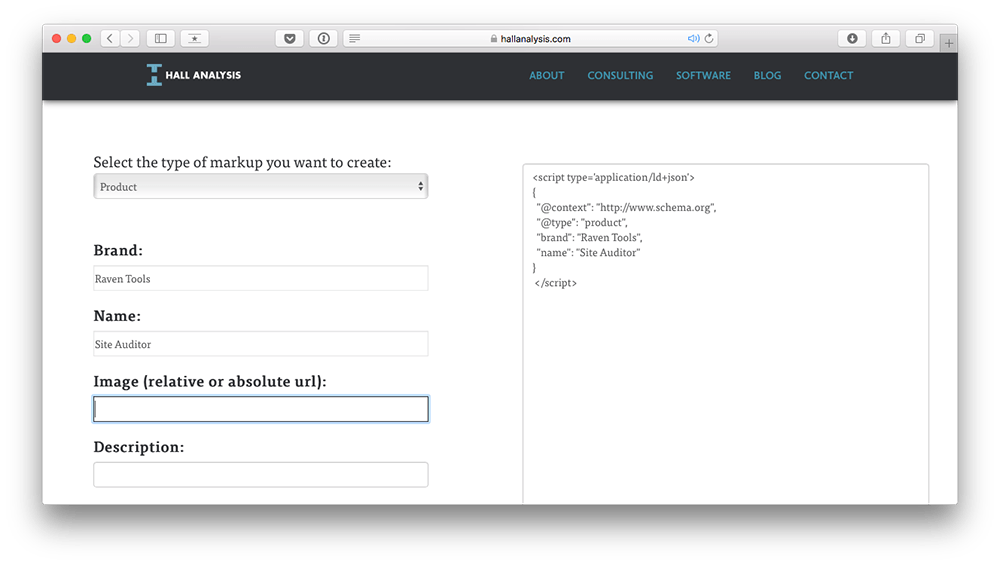 hallanalysis.com
HALL ANALYSIS
ABOUT CONSULTING SOFTWARE BLOG CONTACT
Select the type of markup you want to create:
Product
Brand:
Raven Tools
Name:
Site Auditor
Image (relative or absolute url):
Description:
<script type='application/ld+json'>
{
"@context": "http://www.schema.org",
"@type": "product",
"brand": "Raven Tools",
"name": "Site Auditor"
}
</script>